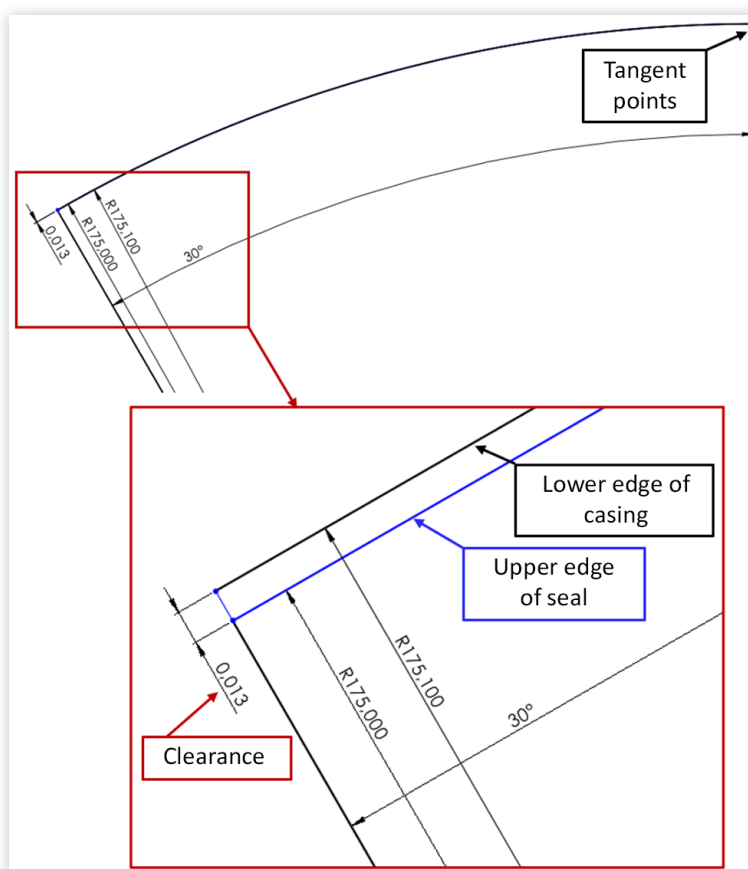 Tangent
points
0,013
R175,000
R175,100
30°
Lower edge of
casing
Upper edge
of seal
0,013
R175,000
R175,100
30°
Clearance